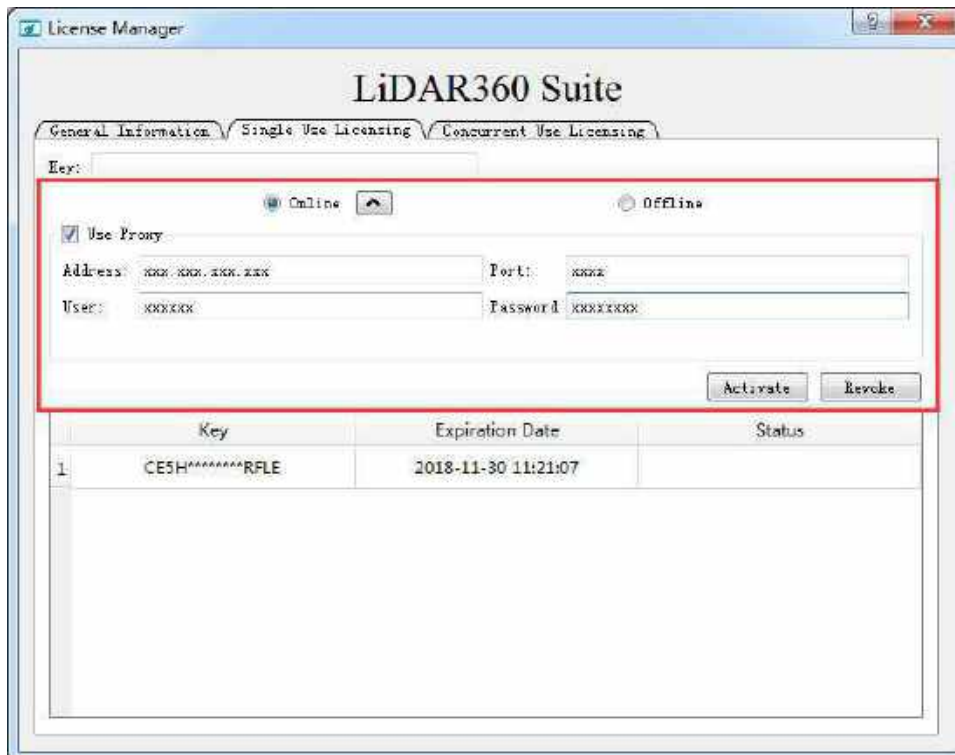 License Manager
LiDAR360 Suite
General Information Single Use Licensing Concurrent Use Licensing
Key:
Online Offline
Use Proxy
Address: xxx.xxx.xxx.xxx Port: xxxx
User: xxxxxx Password xxxxxxxx
Activate Revoke
Key Expiration Date Status
1 CE5H********RFLE 2018-11-30 11:21:07